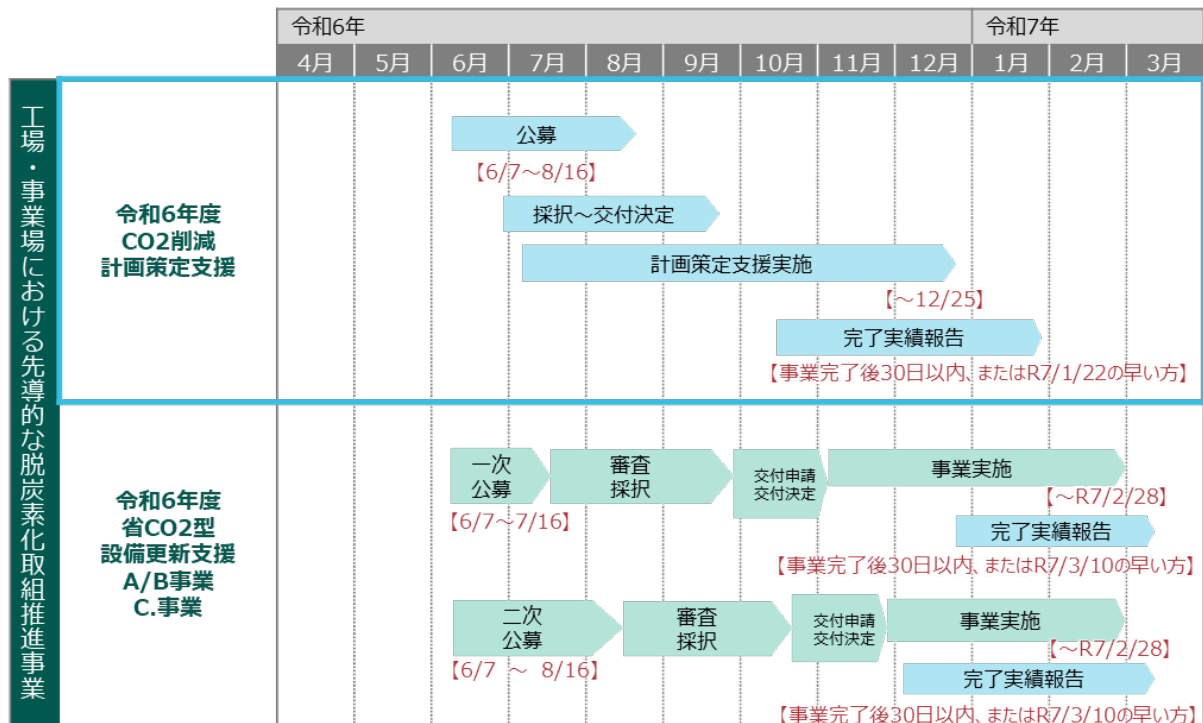 令和6年
令和7年
4月
5月
6月
7月
8月
9月
10月
11月
12月
1月
2月
3月
工場・事業場における先導的な脱炭素化取組推進事業
令和6年度
CO2削減
計画策定支援
公募
【6/7~8/16】
採択~交付決定
計画策定支援実施
【~12/25】
完了実績報告
【事業完了後30日以内、またはR7/1/22の早い方】
令和6年度
省CO2型
設備更新支援
A/B事業
C.事業
一次
公募
【6/7~7/16】
審査
採択
交付申請
交付決定
事業実施
【~R7/2/28】
完了実績報告
【事業完了後30日以内、またはR7/3/10の早い方】
二次
公募
【6/7 ~ 8/16】
審査
採択
交付申請
交付決定
事業実施
【~R7/2/28】
完了実績報告
【事業完了後30日以内、またはR7/3/10の早い方】